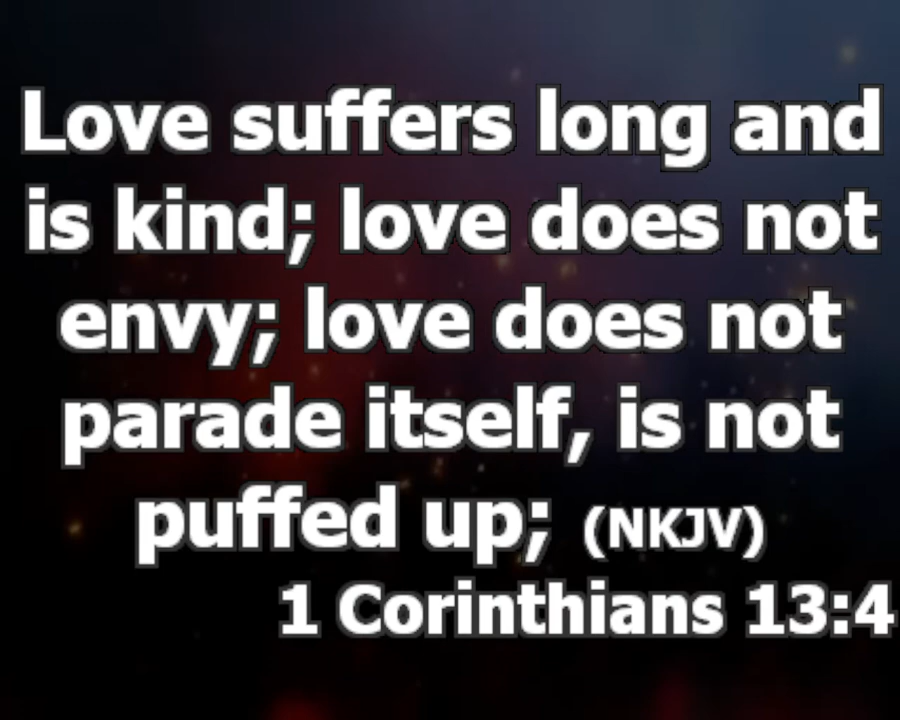 Love suffers long and
is kind; love does not
envy; love does not
parade itself, is not
puffed up; (NKJV)
1 Corinthians 13:4